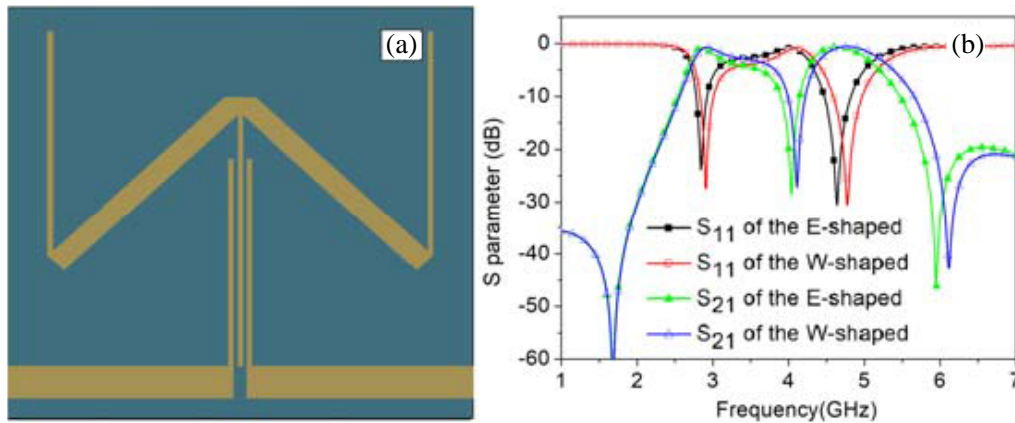 (a)
(b)
S parameter (dB)
0
-10
-20
-30
-40
-50
-60
S11 of the E-shaped
S11 of the W-shaped
S21 of the E-shaped
S21 of the W-shaped
1 2 3 4 5 6 7
Frequency(GHz)